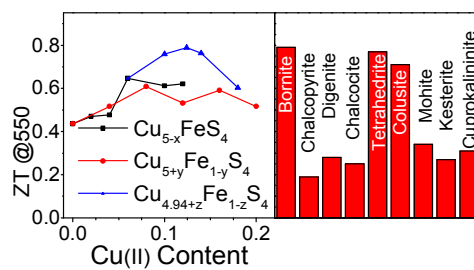 ZT @550
0.8
0.6
0.4
0.2
0.0
Cu5-xFeS4
Cu5+yFe1-yS4
Cu4.94+zFe1-zS4
0.0
0.1
0.2
Cu(II) Content
Bornite
Chalcopyrite
Digenite
Chalcocite
Tetrahedrite
Colusite
Mohite
Kesterite